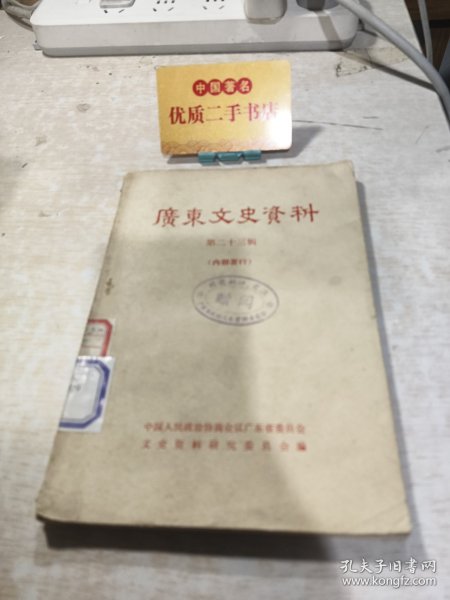 中国著名
优质二手书店
廣東文史資料
第二十三辑
(内部发行)
赠阅
中国人民政治协商会议广东省委员会
文史资料研究委员会编
孔夫子旧书网
www.kongfz.com